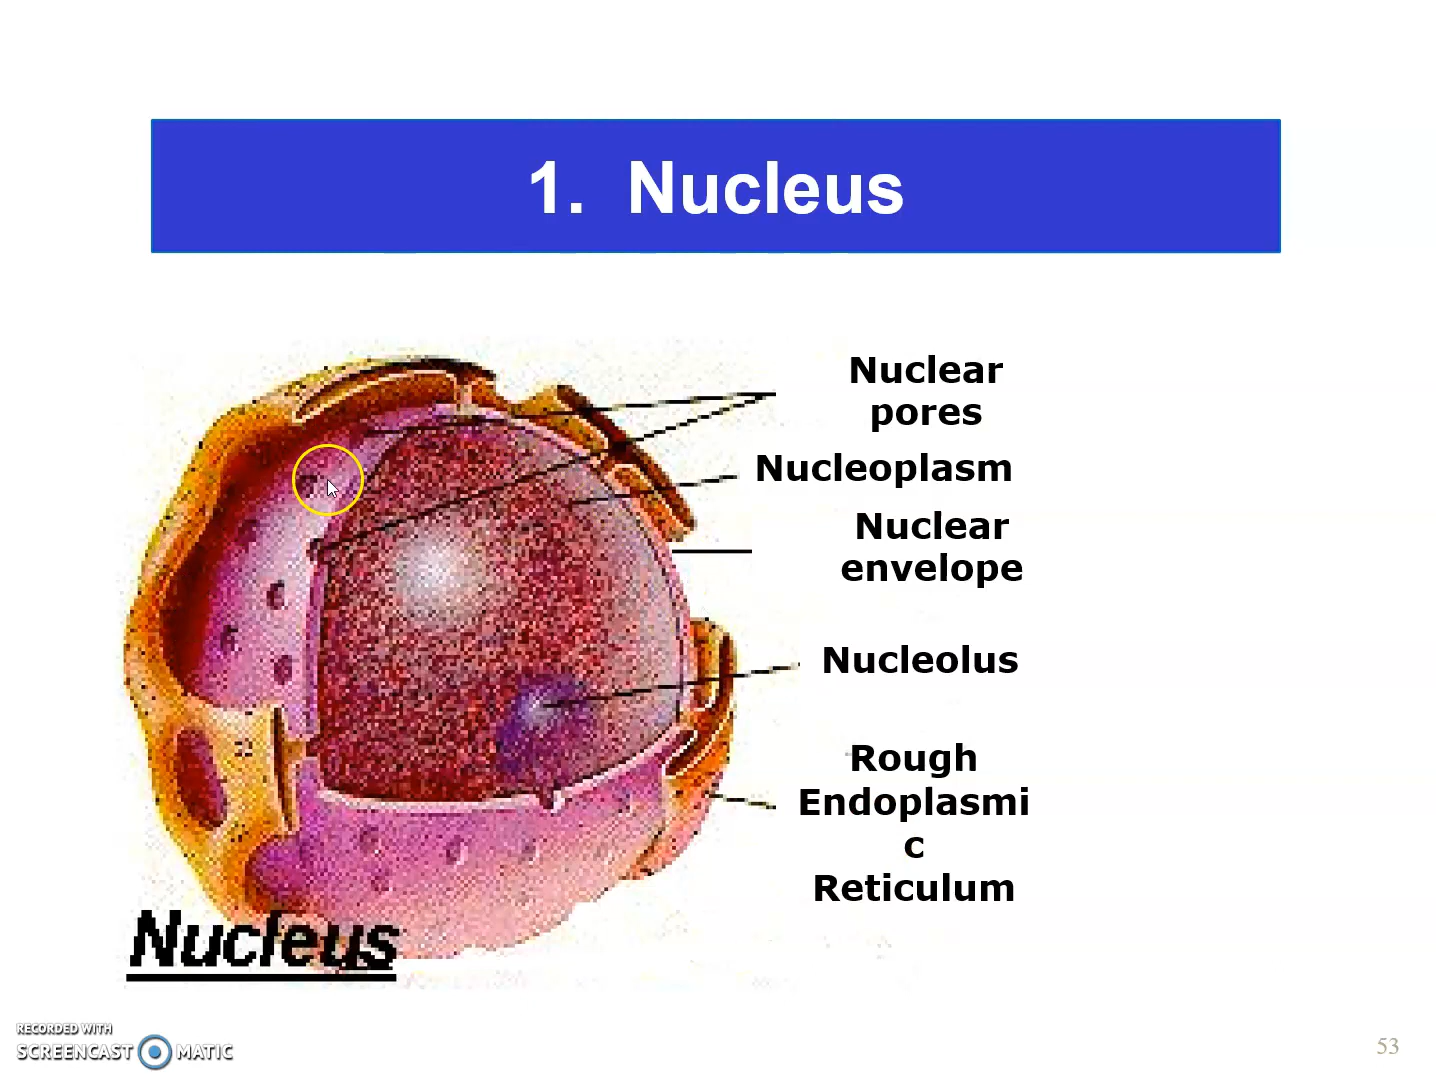 1. Nucleus
Nuclear
pores
Nucleoplasm
Nuclear
envelope
Nucleolus
Rough
Endoplasmi
c
Reticulum
Nucleus
RECORDED WITH
SCREENCAST MATIC
53